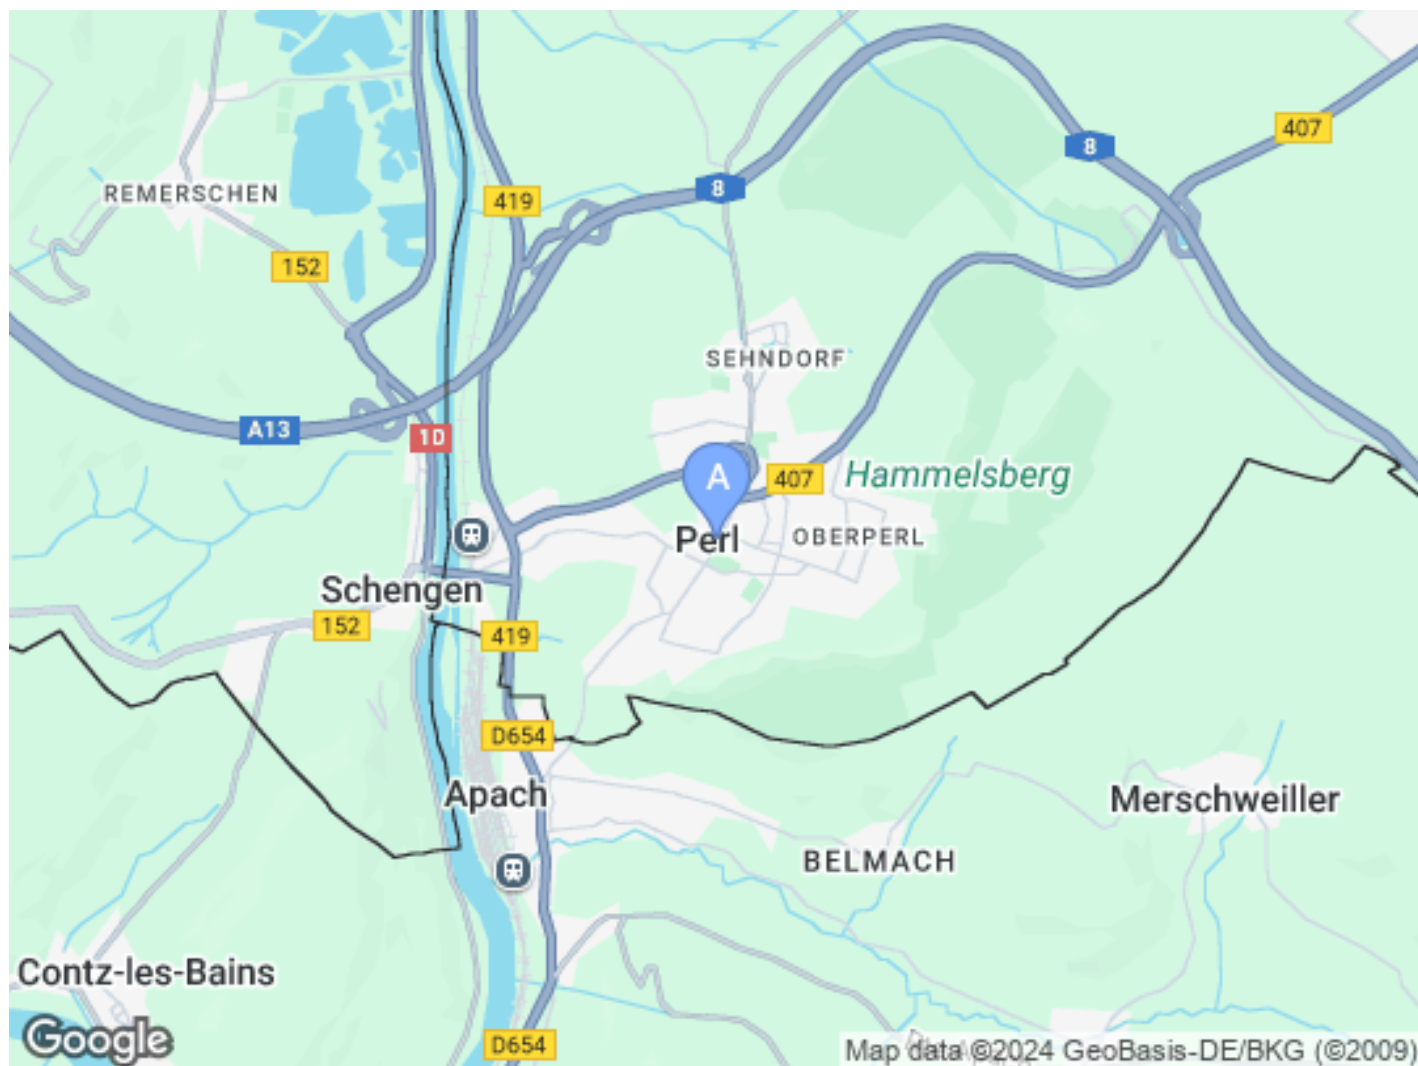 407
8
8
REMERSCHEN
419
152
SEHNDORF
A13
1D
A
407
Hammelsberg
Perl
OBERPERL
Schengen
152
419
D654
Apach
Merschweiller
BELMACH
Contz-les-Bains
Google
D654
Map data ©2024 GeoBasis-DE/BKG (©2009)